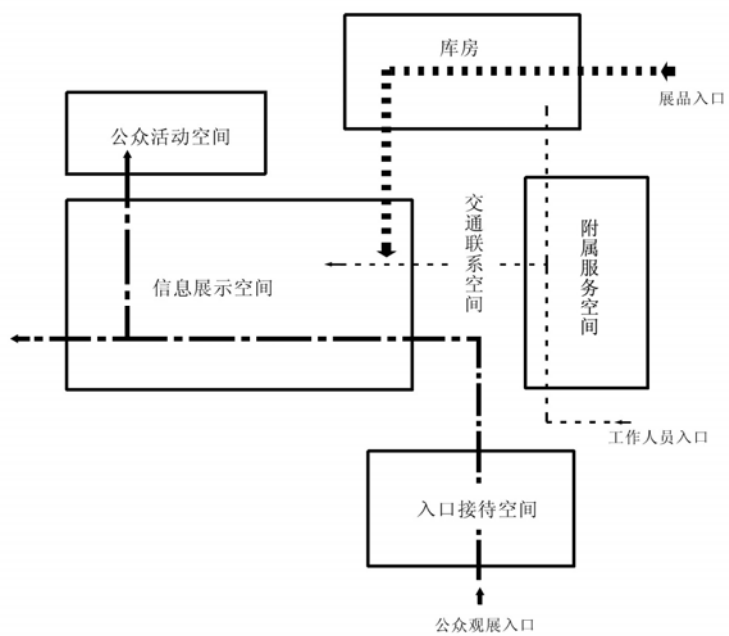 库房
展品入口
公众活动空间
交通联系空间
附属服务空间
信息展示空间
工作人员入口
入口接待空间
公众观展入口